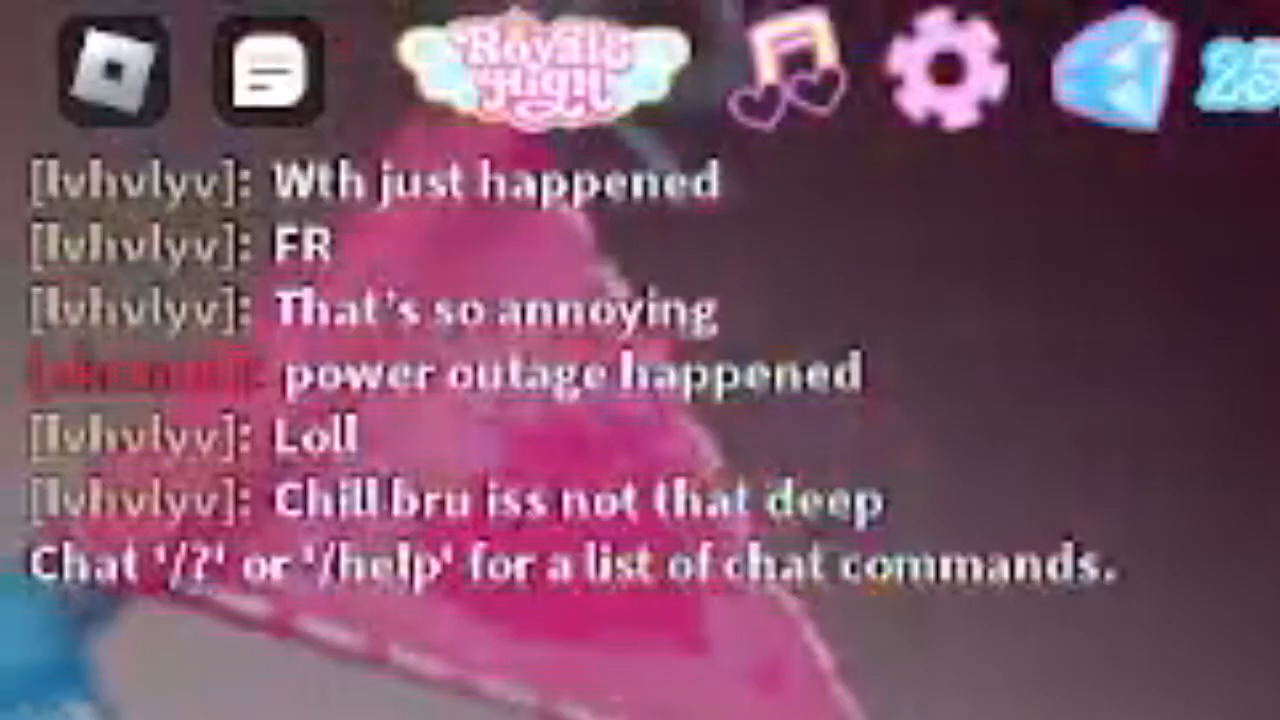 Royale High
25
[lvhvlyv]: Wth just happened
[lvhvlyv]: FR
[lvhvlyv]: That's so annoying
power outage happened
[lvhvlyv]: Loll
[lvhvlyv]: Chill bru iss not that deep
Chat '/?' or '/help' for a list of chat commands.